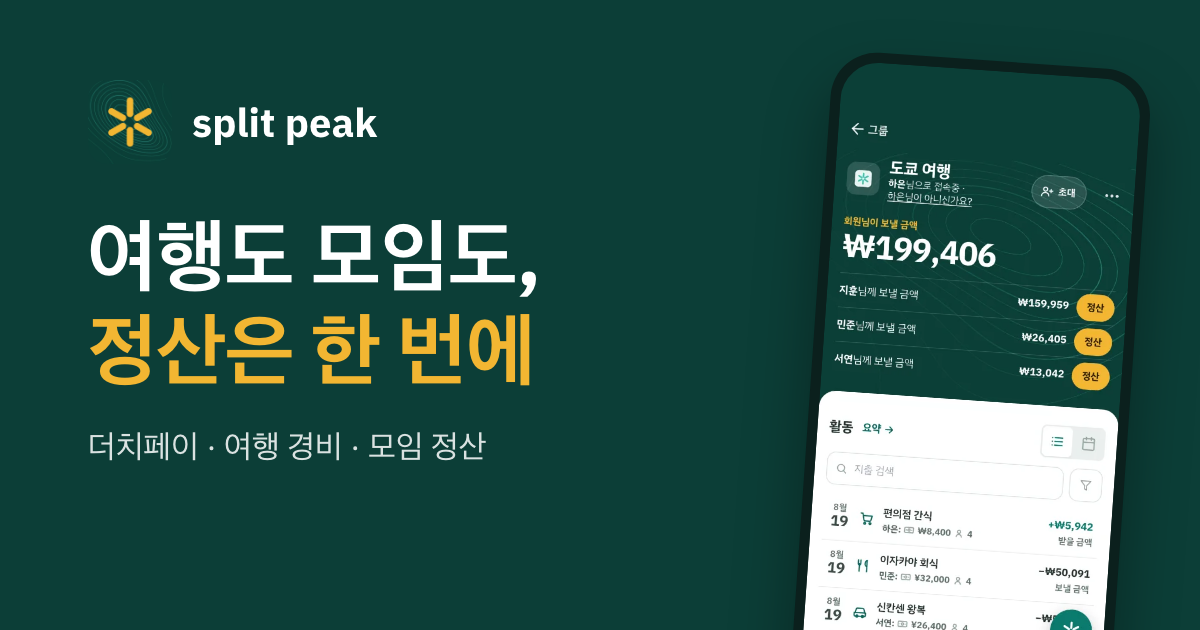 split peak
여행도 모임도,
정산은 한 번에
더치페이 · 여행 경비 · 모임 정산
← 그룹
도쿄 여행
하은님으로 접속중 ·
하은님이 아니신가요?
초대
회원님이 보낼 금액
₩199,406
지훈님께 보낼 금액 ₩159,959 정산
민준님께 보낼 금액 ₩26,405 정산
서연님께 보낼 금액 ₩13,042 정산
활동 요약 →
지출 검색
8월 19 편의점 간식 +₩5,942
하은: ₩8,400 4 받을 금액
8월 19 이자카야 회식 −₩50,091
민준: ¥32,000 4 보낼 금액
8월 19 신칸센 왕복
서연: ¥26,400 4